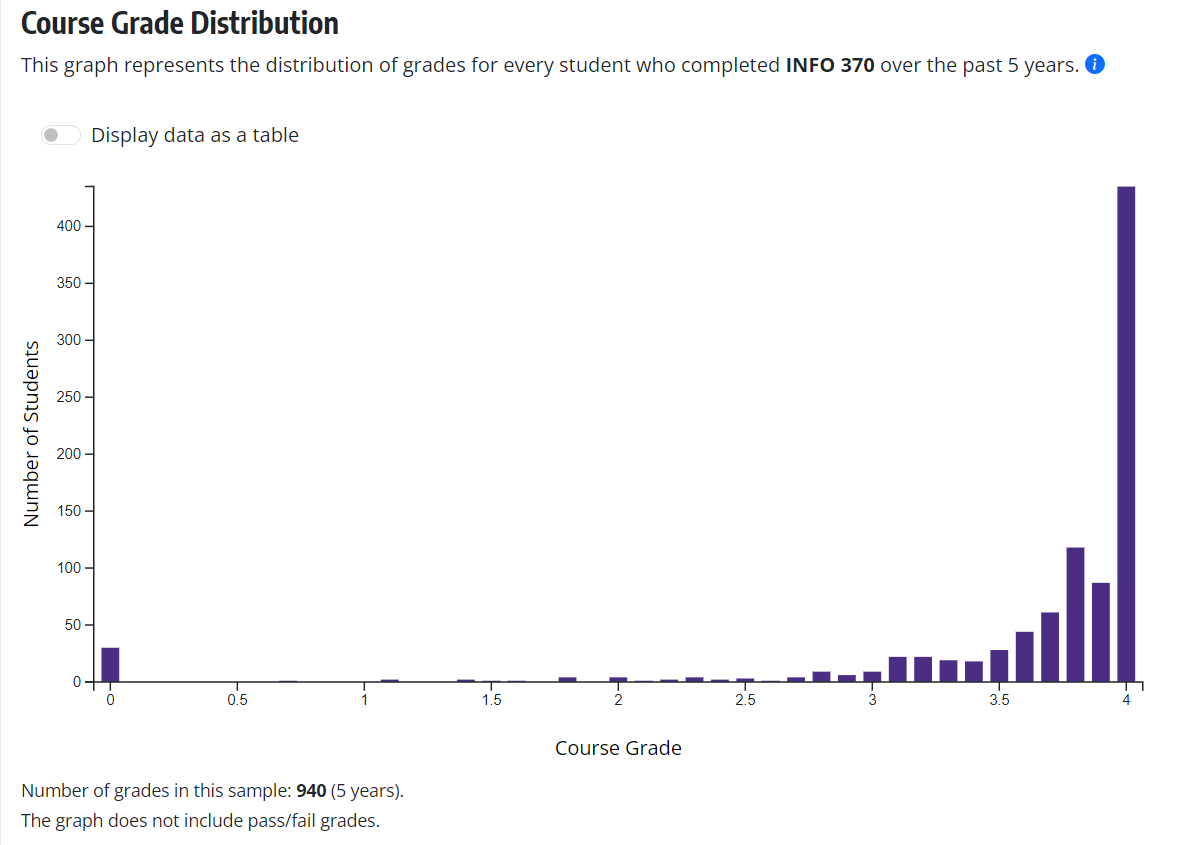 Course Grade Distribution
This graph represents the distribution of grades for every student who completed INFO 370 over the past 5 years. i
Display data as a table
Number of Students
400
350
300
250
200
150
100
50
0
0 0.5 1 1.5 2 2.5 3 3.5 4
Course Grade
Number of grades in this sample: 940 (5 years).
The graph does not include pass/fail grades.